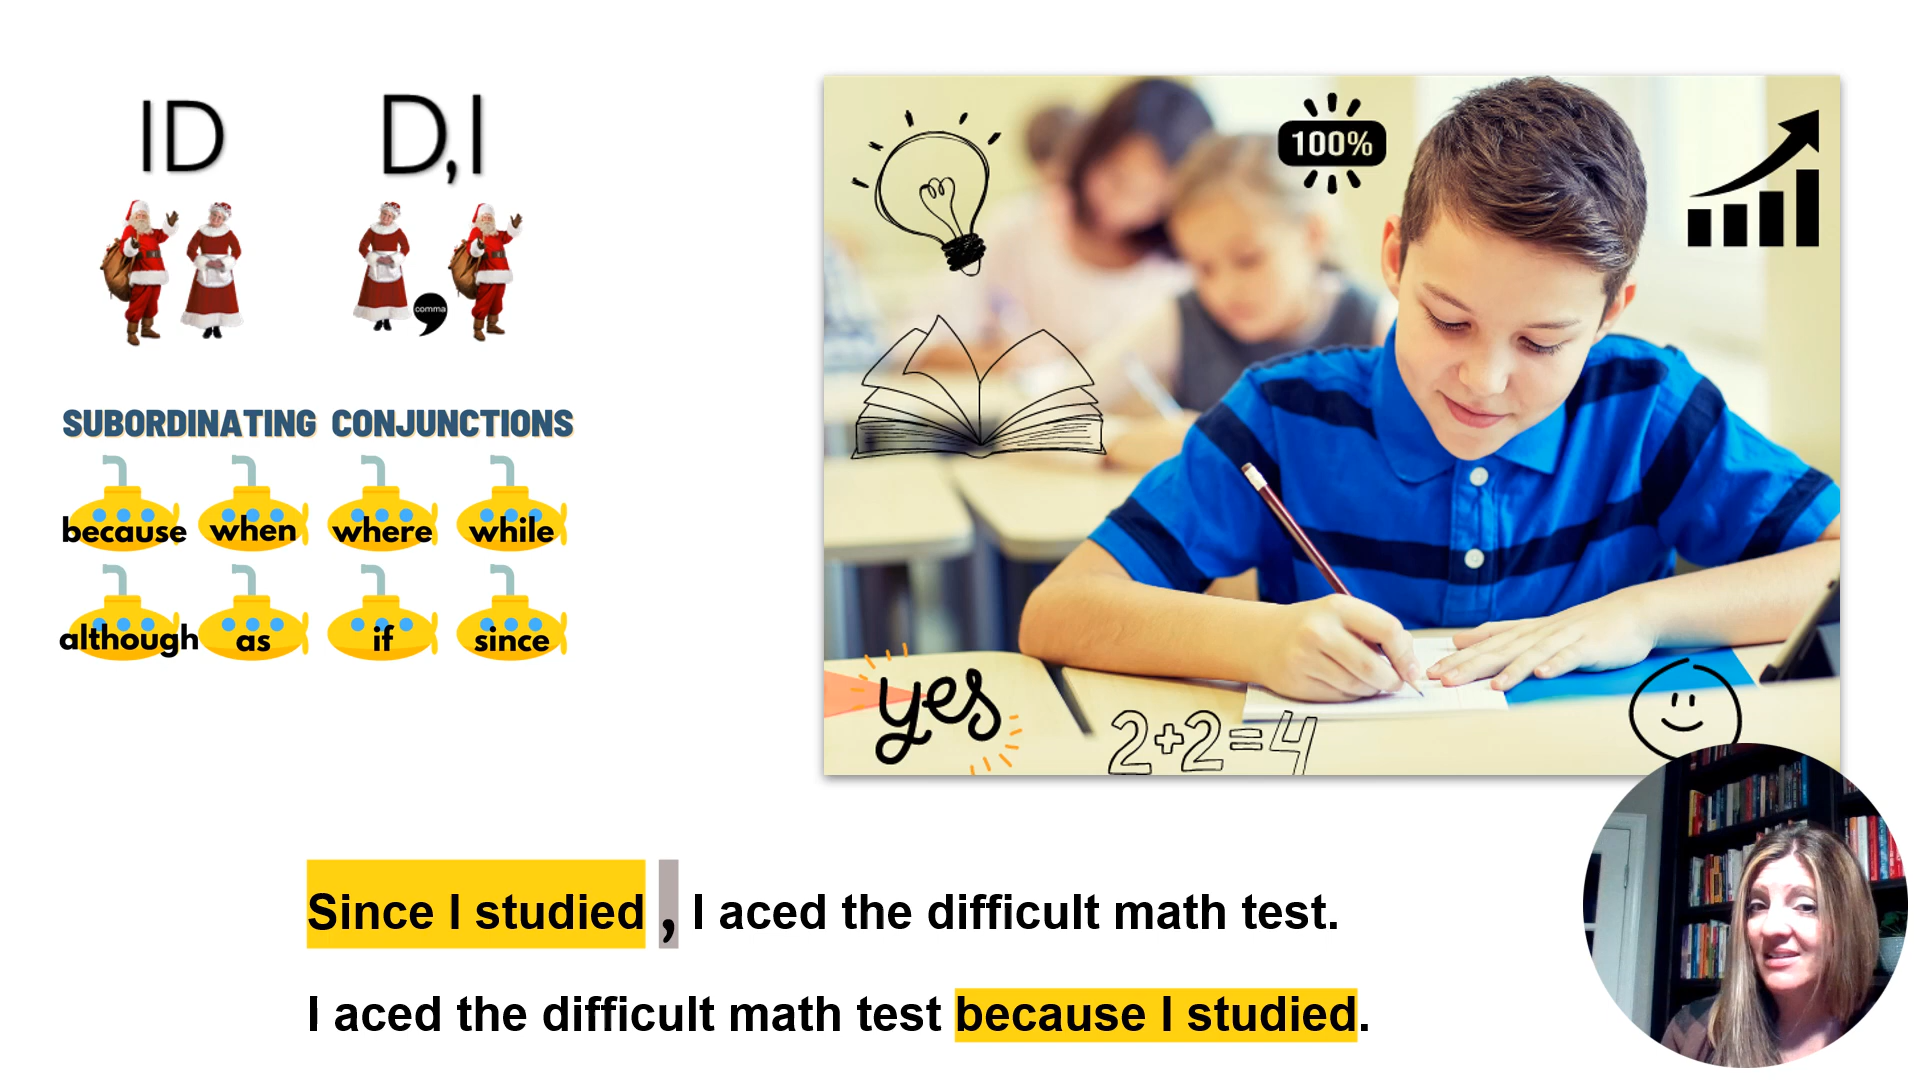 ID
D,I
comma
SUBORDINATING CONJUNCTIONS
because when where while
although as if since
100%
yes
2+2=4
Since I studied , I aced the difficult math test.
I aced the difficult math test because I studied.